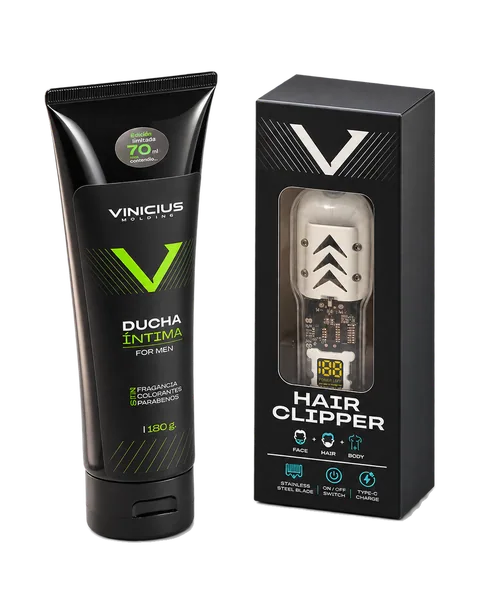 Edición
limitada
70 ml
VINICIUS
MOLDING
DUCHA
ÍNTIMA
FOR MEN
SIN
FRAGANCIA
COLORANTES
PARABENOS
180 g.
188
HAIR
CLIPPER
FACE + HAIR + BODY
STAINLESS
STEEL BLADE
ON / OFF
SWITCH
TYPE-C
CHARGE